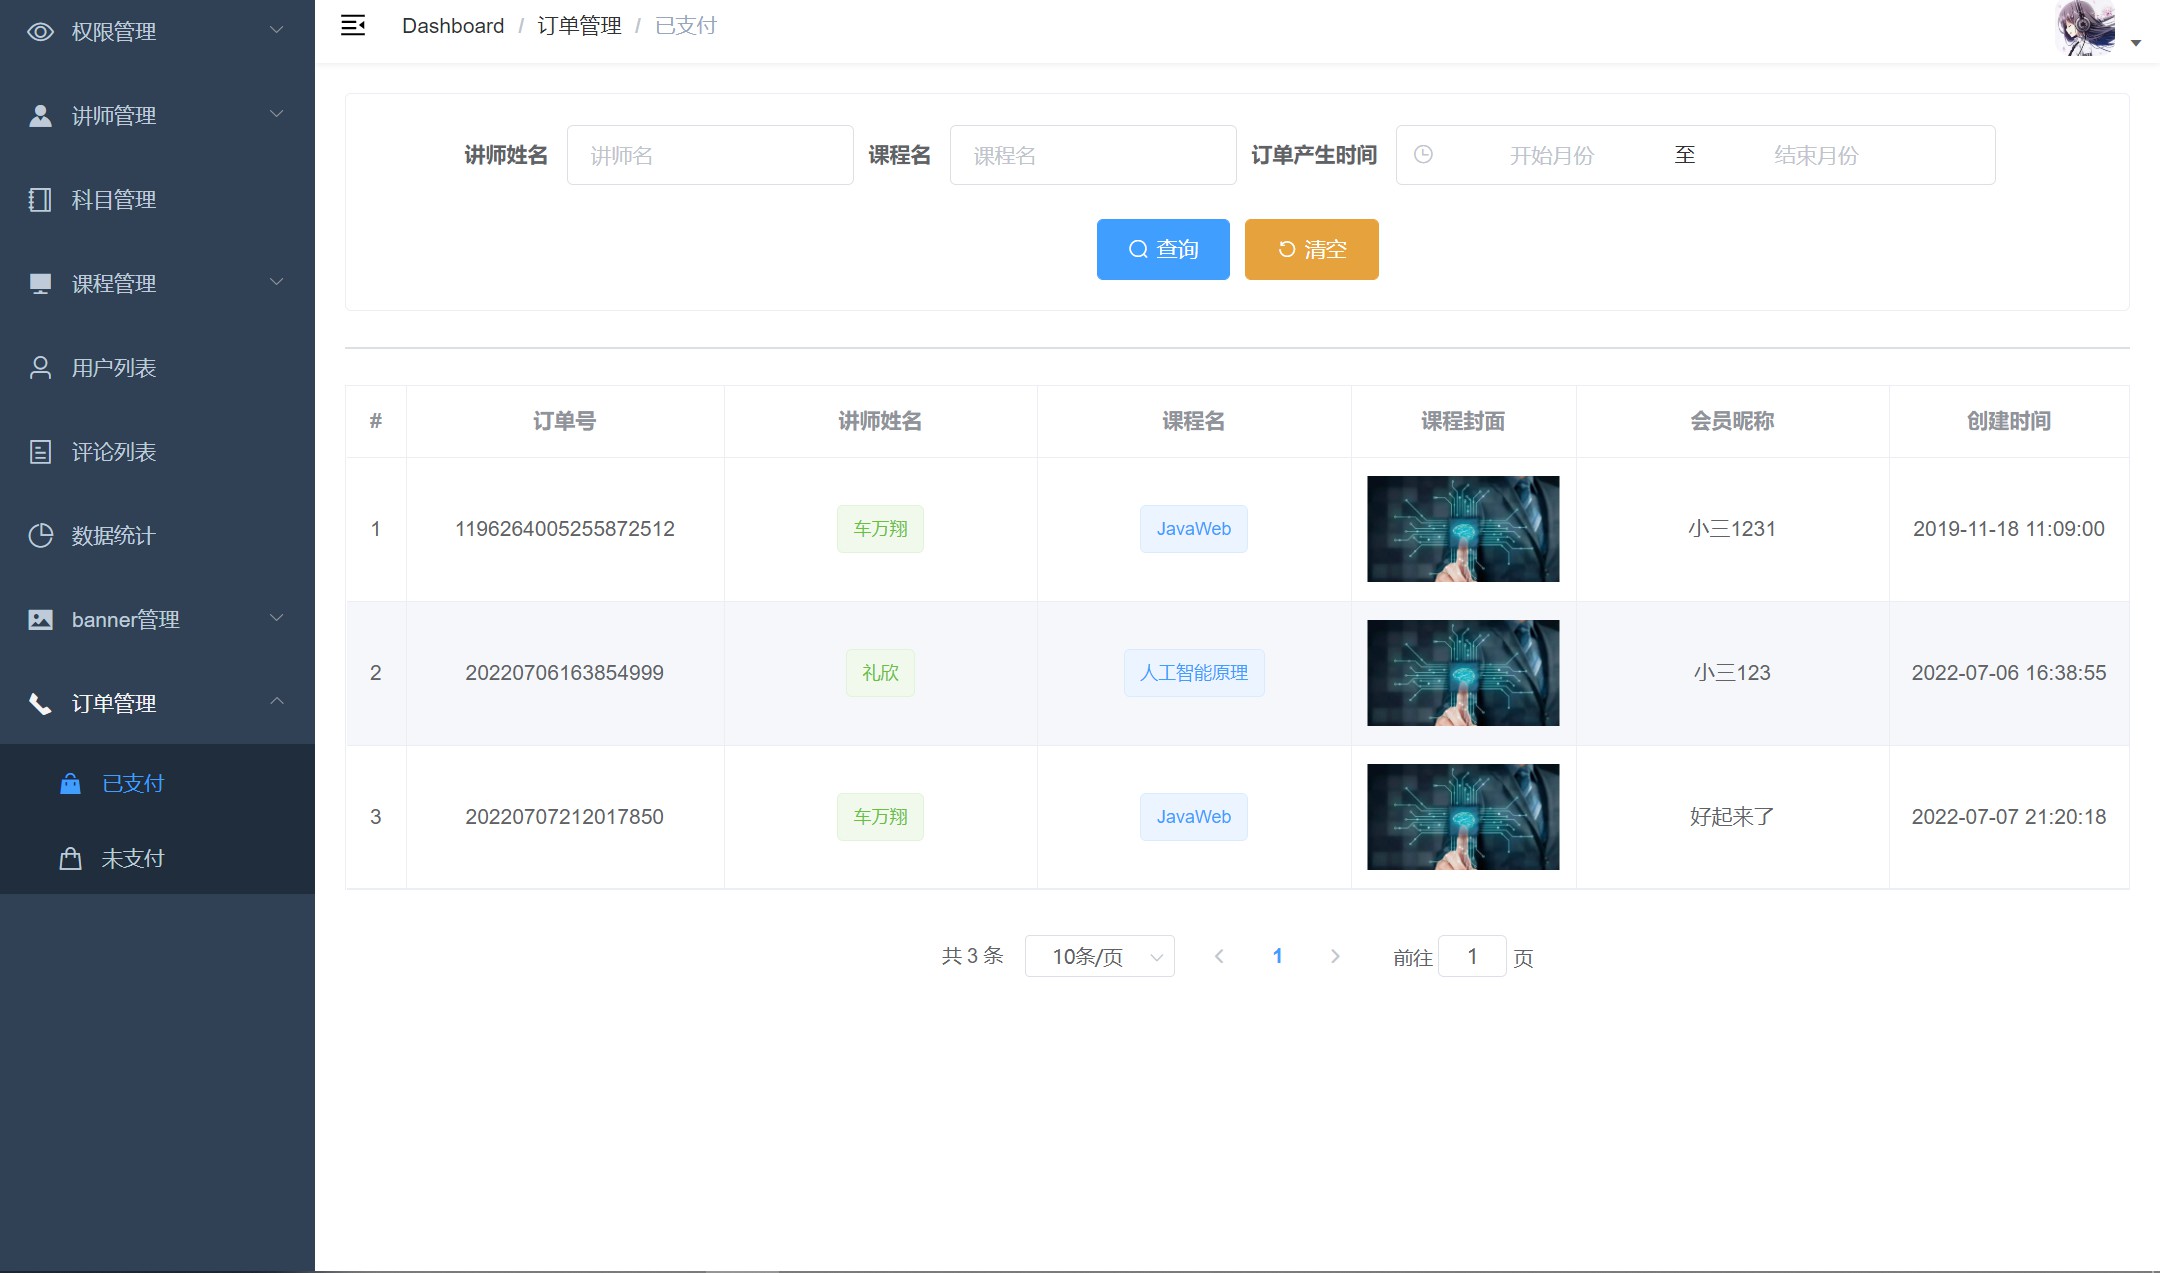 权限管理
讲师管理
科目管理
课程管理
用户列表
评论列表
数据统计
banner管理
订单管理
已支付
未支付
Dashboard / 订单管理 / 已支付
讲师姓名 讲师名 课程名 课程名 订单产生时间 开始月份 至 结束月份
查询 清空
# 订单号 讲师姓名 课程名 课程封面 会员昵称 创建时间
1 1196264005255872512 车万翔 JavaWeb 小三1231 2019-11-18 11:09:00
2 20220706163854999 礼欣 人工智能原理 小三123 2022-07-06 16:38:55
3 20220707212017850 车万翔 JavaWeb 好起来了 2022-07-07 21:20:18
共 3 条 10条/页 1 前往 1 页